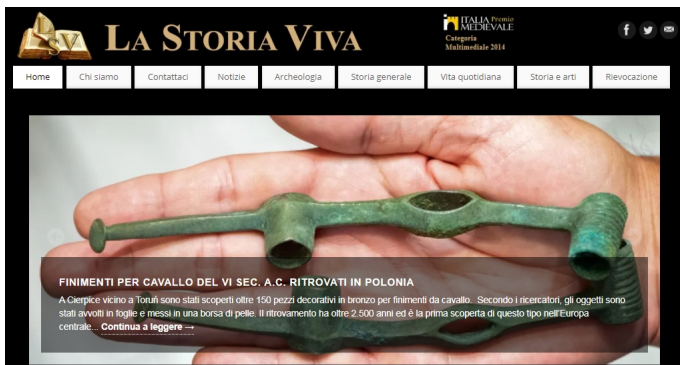 LSV
LA STORIA VIVA
ITALIA Premio
MEDIEVALE
Categoria
Multimediale 2014
Home Chi siamo Contattaci Notizie Archeologia Storia generale Vita quotidiana Storia e arti Rievocazione
FINIMENTI PER CAVALLO DEL VI SEC. A.C. RITROVATI IN POLONIA
A Cierpice vicino a Toruń sono stati scoperti oltre 150 pezzi decorativi in bronzo per finimenti da cavallo. Secondo i ricercatori, gli oggetti sono
stati avvolti in foglie e messi in una borsa di pelle. Il ritrovamento ha oltre 2.500 anni ed è la prima scoperta di questo tipo nell'Europa
centrale... Continua a leggere →